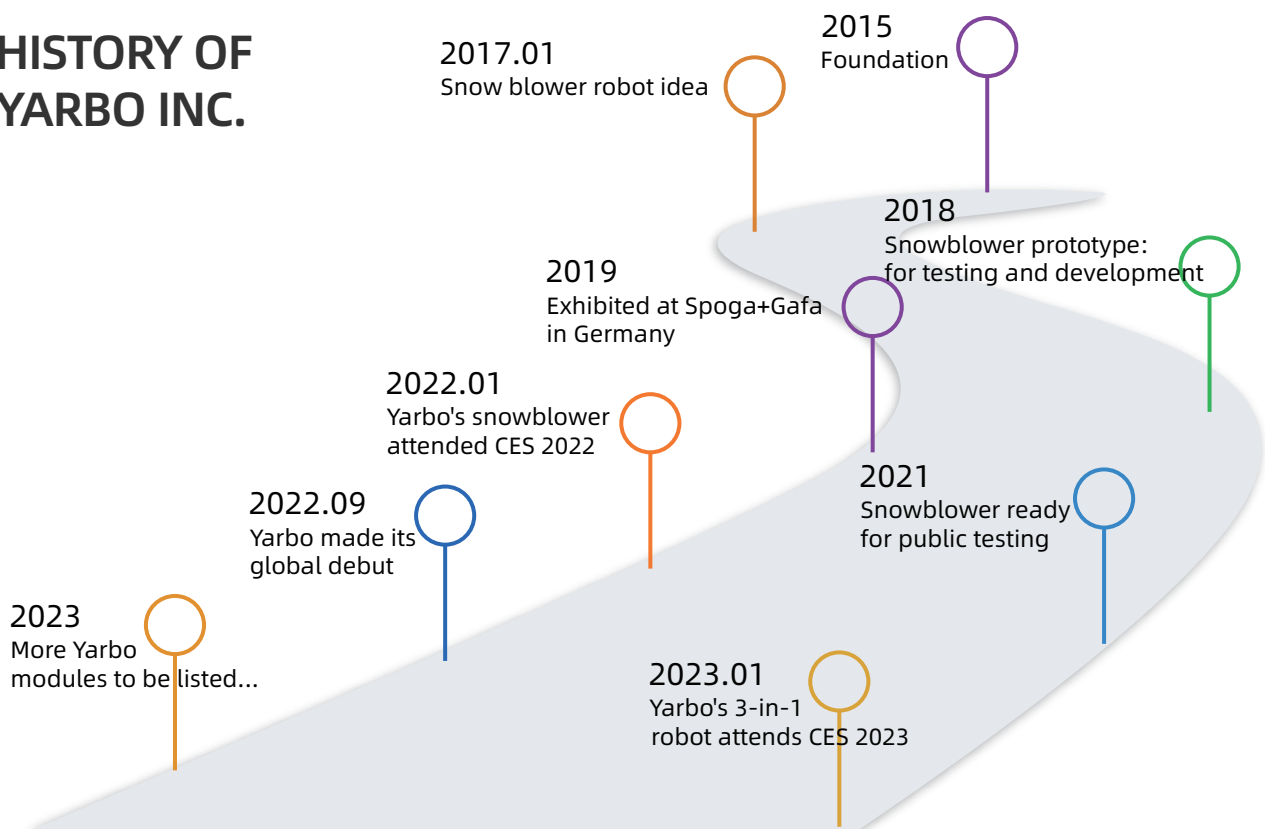 HISTORY OF
YARBO INC.
2015
Foundation
2017.01
Snow blower robot idea
2018
Snowblower prototype:
for testing and development
2019
Exhibited at Spoga+Gafa
in Germany
2021
Snowblower ready
for public testing
2022.01
Yarbo's snowblower
attended CES 2022
2022.09
Yarbo made its
global debut
2023.01
Yarbo's 3-in-1
robot attends CES 2023
2023
More Yarbo
modules to be listed...